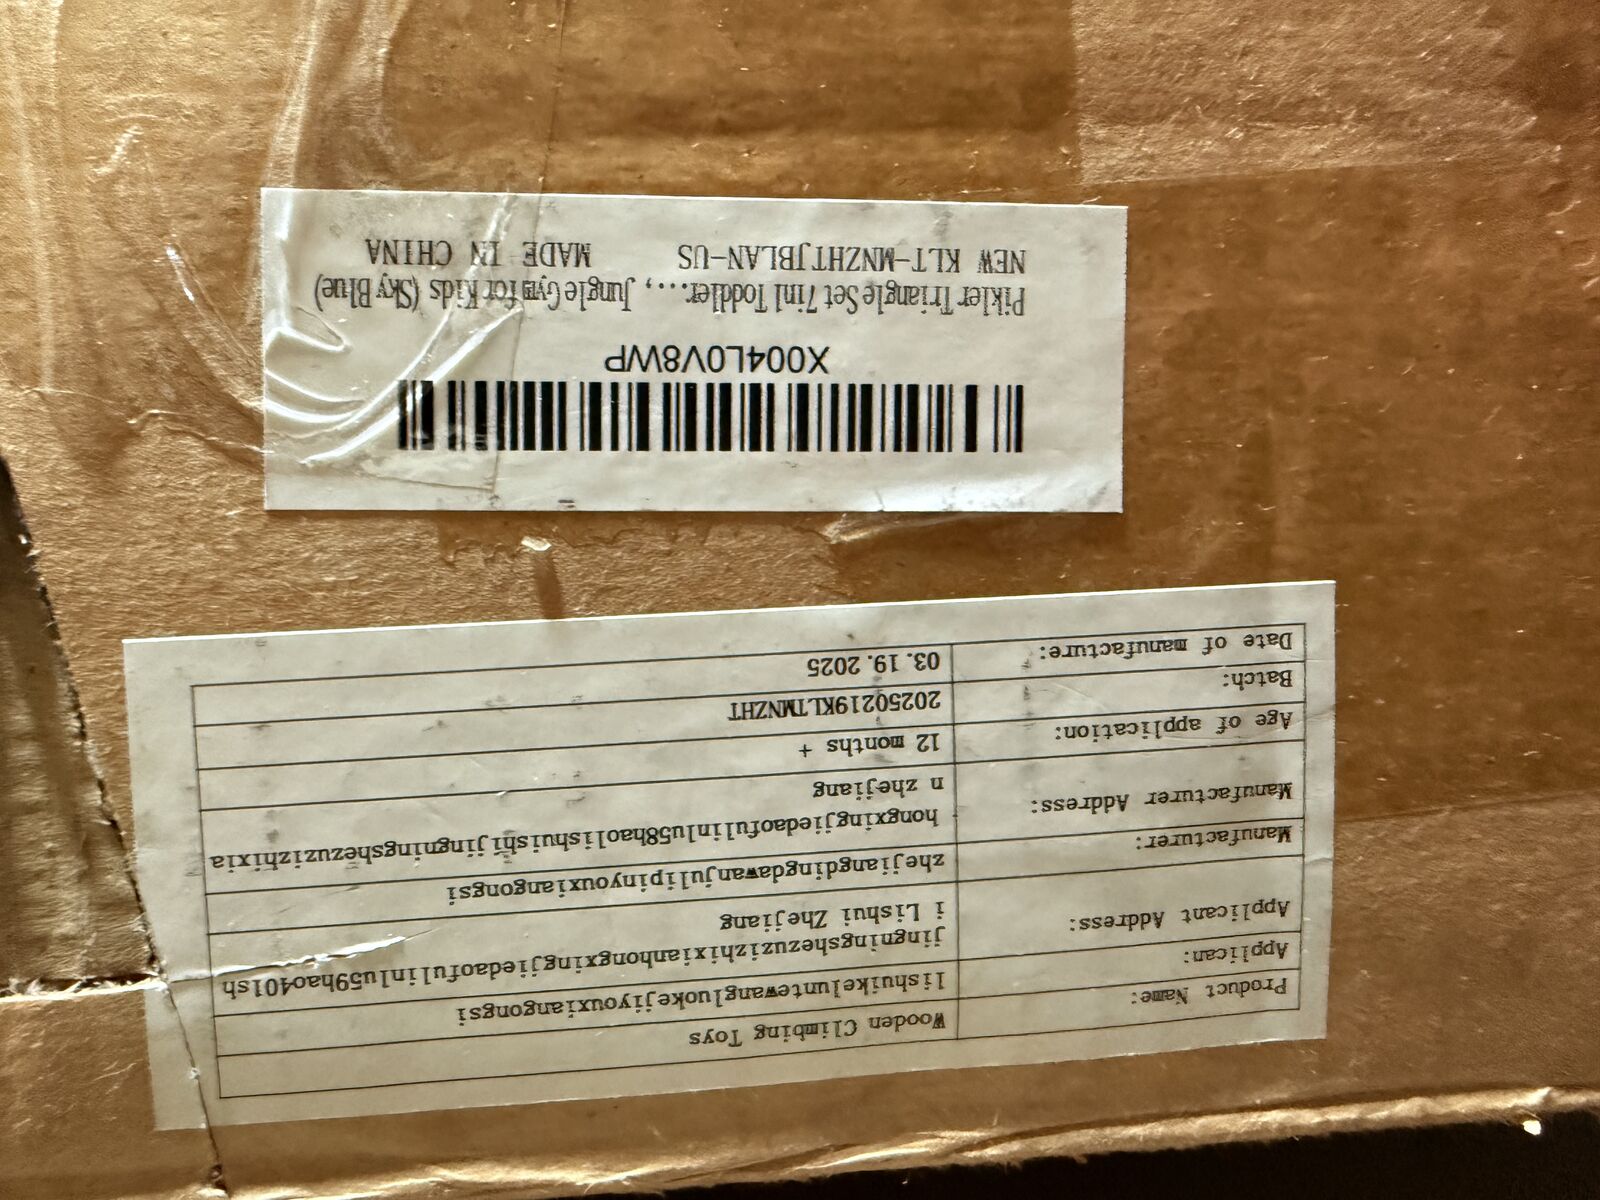 Product Name: Wooden Climbing Toys
Applican: lishuikeluntewangluokejiyouxiangongsi
Applicant Address: jingningshezuzizhixianhongxingjiedaofulinlu59hao401sh
i Lishui Zhejiang
Manufacturer: zhejiangdingdawanjulipinyouxiangongsi
Manufacturer Address: hongxingjiedaofulinlu58haolishuishijingningshezuzizhixia
n zhejiang
Age of application: 12 months +
Batch: 20250219KLTMNZHT
Date of manufacture: 03.19.2025
X004L0V8WP
Pikler Triangle Set 7in1 Toddler...., Jungle Gym for Kids (Sky Blue)
NEW KLT-MNZHTJBLAN-US MADE IN CHINA